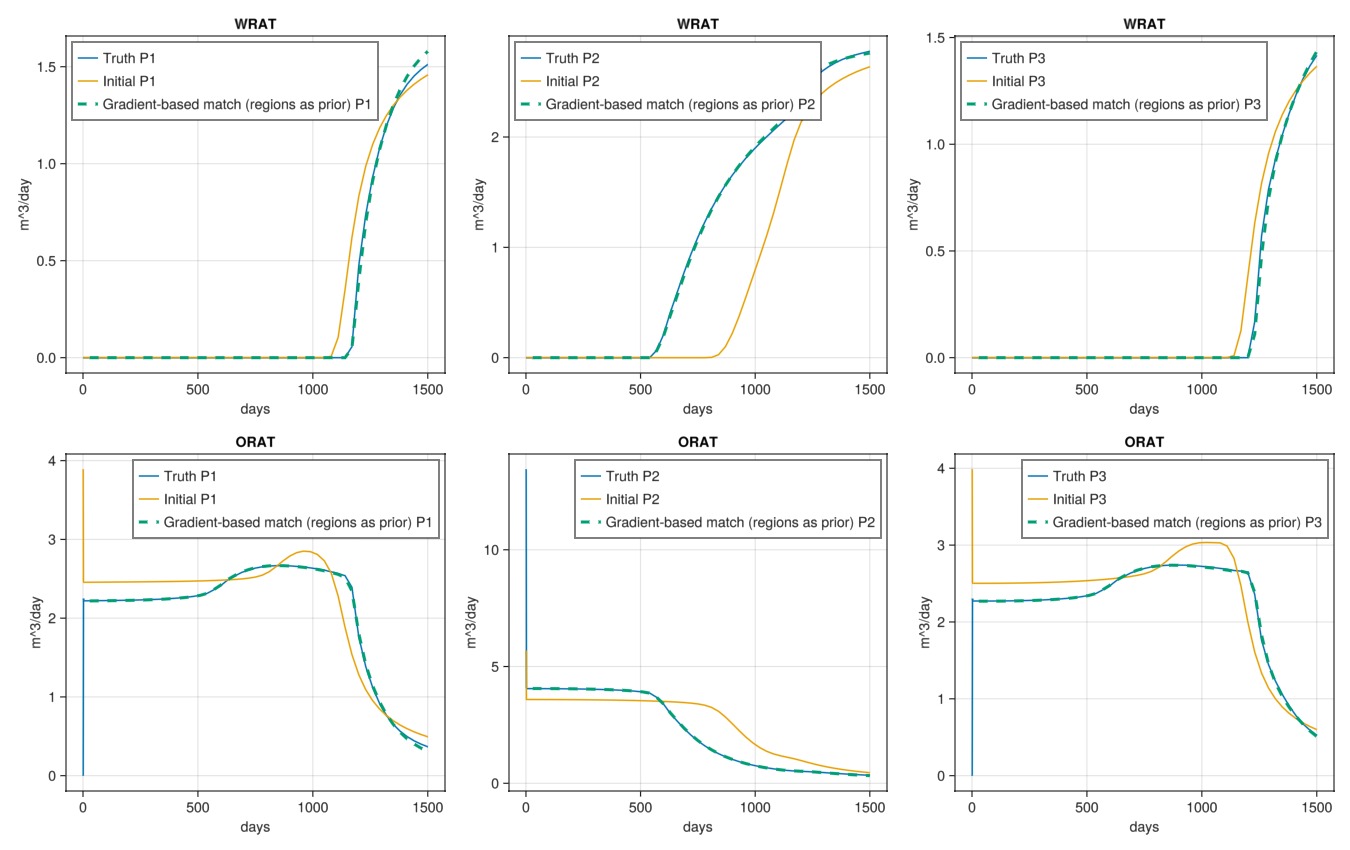 WRAT
Truth P1
Initial P1
Gradient-based match (regions as prior) P1
1.5
1.0
0.5
0.0
m^3/day
0
500
1000
1500
days
WRAT
Truth P2
Initial P2
Gradient-based match (regions as prior) P2
2
1
0
m^3/day
0
500
1000
1500
days
WRAT
Truth P3
Initial P3
Gradient-based match (regions as prior) P3
1.5
1.0
0.5
0.0
m^3/day
0
500
1000
1500
days
ORAT
Truth P1
Initial P1
Gradient-based match (regions as prior) P1
4
3
2
1
0
m^3/day
0
500
1000
1500
days
ORAT
Truth P2
Initial P2
Gradient-based match (regions as prior) P2
10
5
0
m^3/day
0
500
1000
1500
days
ORAT
Truth P3
Initial P3
Gradient-based match (regions as prior) P3
4
3
2
1
0
m^3/day
0
500
1000
1500
days